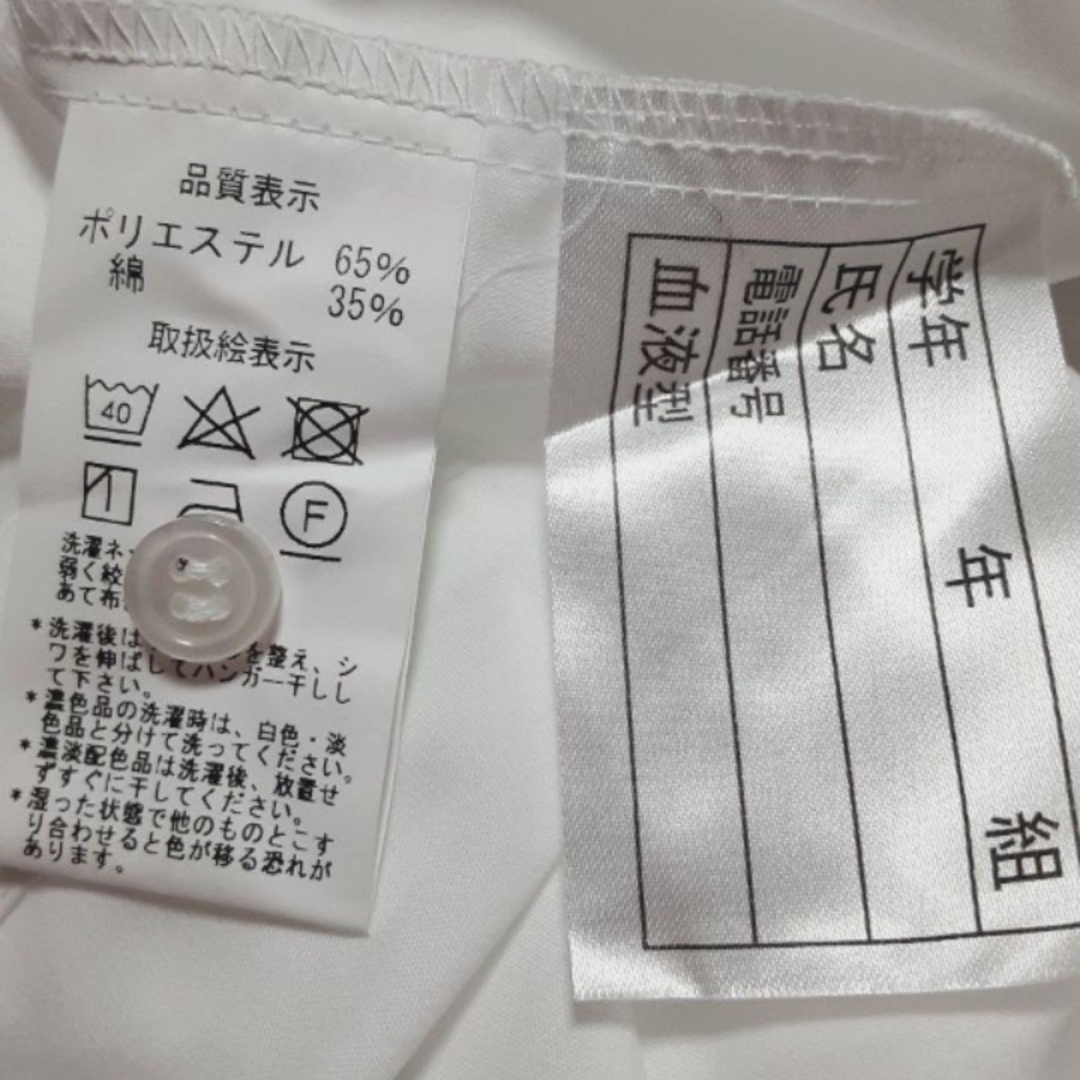 品質表示
ポリエステル 65%
綿 35%
取扱絵表示
40
F
洗濯ネ
弱く絞
あて布
*洗濯後は を整え、シ
ワを伸ばしてハンガー干しし
て下さい。
*濃色品の洗濯時は、白色・淡
色品と分けて洗ってください。
*濃淡配色品は洗濯後、放置せ
ずすぐに干してください。
*湿った状態で他のものとこす
り合わせると色が移る恐れが
あります。
学年 年 組
氏名
電話番号
血液型